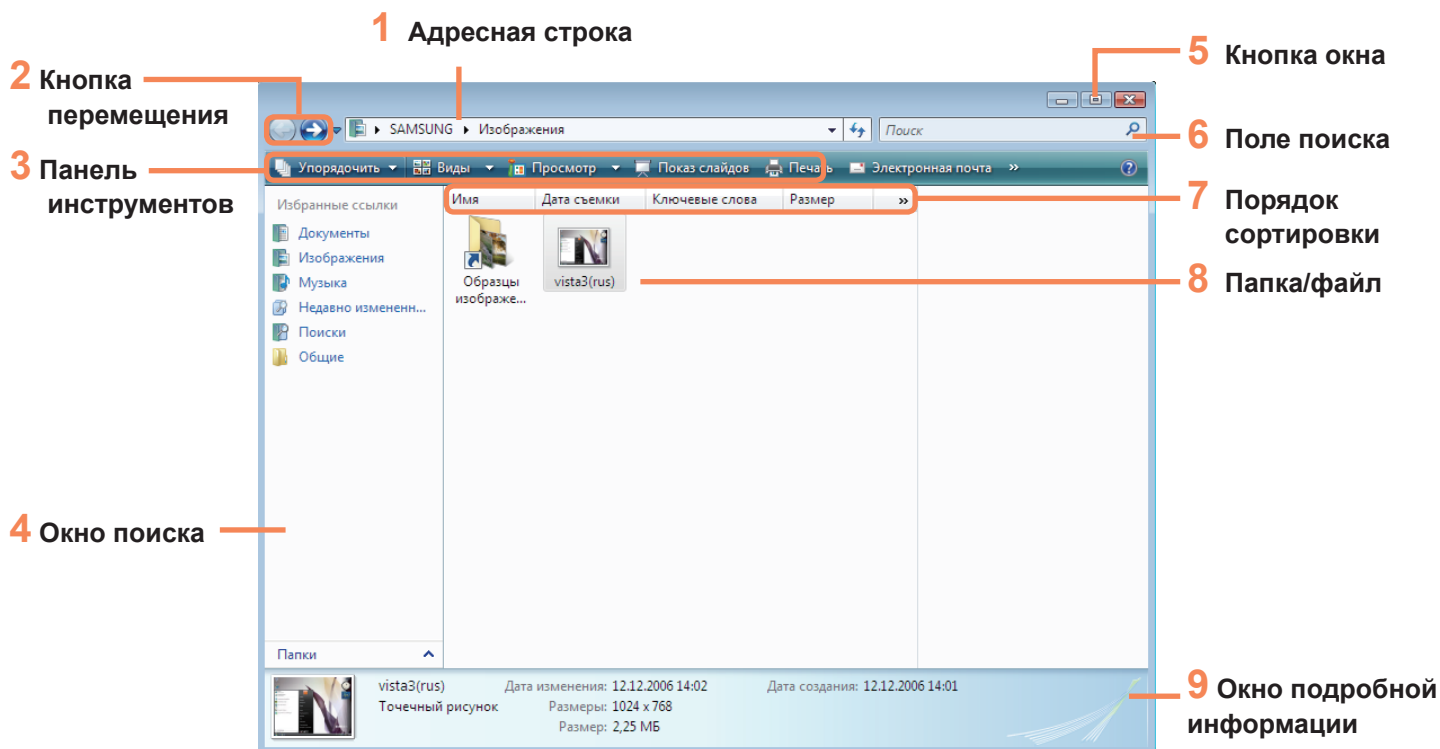 1 Адресная строка
2 Кнопка
перемещения
3 Панель
инструментов
4 Окно поиска
5 Кнопка окна
6 Поле поиска
7 Порядок
сортировки
8 Папка/файл
9 Окно подробной
информации
SAMSUNG Изображения
Поиск
Упорядочить Виды Просмотр Показ слайдов Печать Электронная почта »
Избранные ссылки
Документы
Изображения
Музыка
Недавно измененн...
Поиски
Общие
Папки
Имя Дата съемки Ключевые слова Размер »
Образцы
изображе...
vista3(rus)
vista3(rus) Дата изменения: 12.12.2006 14:02 Дата создания: 12.12.2006 14:01
Точечный рисунок Размеры: 1024 x 768
Размер: 2,25 МБ